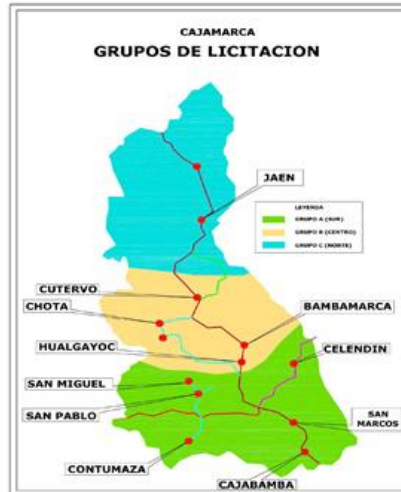 CAJAMARCA
GRUPOS DE LICITACION
JAEN
LEYENDA
GRUPO A (SUR)
GRUPO B (CENTRO)
GRUPO C (NORTE)
CUTERVO
CHOTA
BAMBAMARCA
HUALGAYOC
CELENDIN
SAN MIGUEL
SAN PABLO
SAN
MARCOS
CONTUMAZA
CAJABAMBA